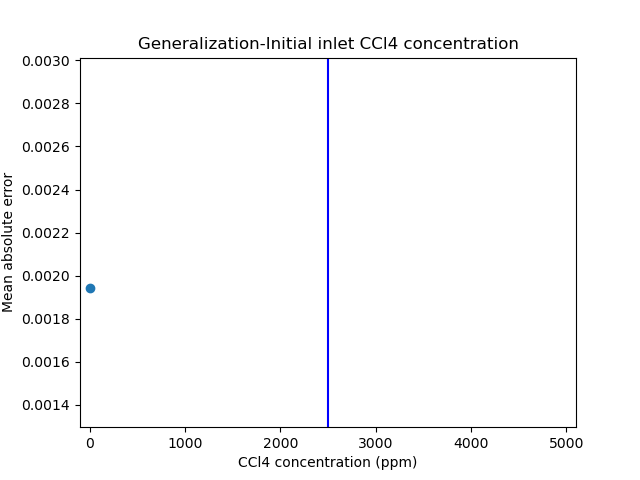 Generalization-Initial inlet CCl4 concentration
0.0030
0.0028
0.0026
0.0024
0.0022
0.0020
0.0018
0.0016
0.0014
Mean absolute error
0 1000 2000 3000 4000 5000
CCl4 concentration (ppm)